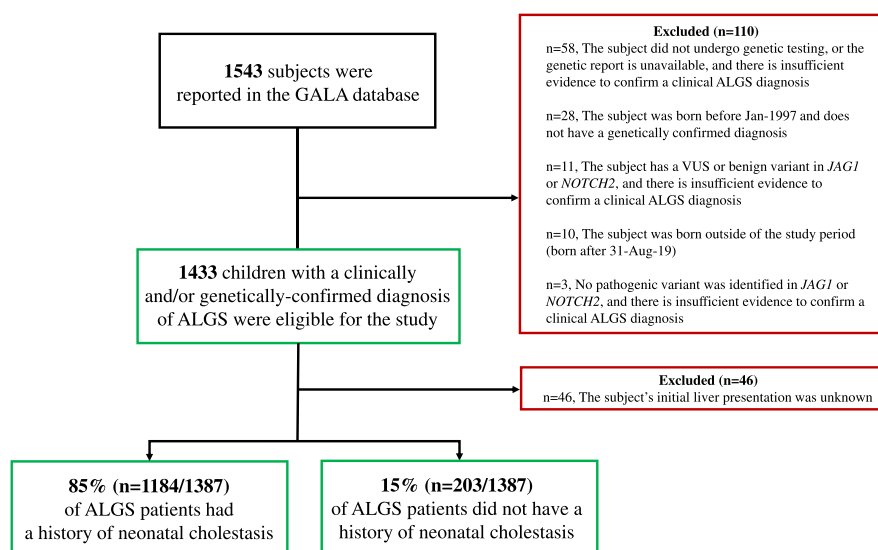 1543 subjects were
reported in the GALA database
Excluded (n=110)
n=58, The subject did not undergo genetic testing, or the
genetic report is unavailable, and there is insufficient
evidence to confirm a clinical ALGS diagnosis
n=28, The subject was born before Jan-1997 and does
not have a genetically confirmed diagnosis
n=11, The subject has a VUS or benign variant in JAG1
or NOTCH2, and there is insufficient evidence to
confirm a clinical ALGS diagnosis
n=10, The subject was born outside of the study period
(born after 31-Aug-19)
n=3, No pathogenic variant was identified in JAG1 or
NOTCH2, and there is insufficient evidence to confirm a
clinical ALGS diagnosis
1433 children with a clinically
and/or genetically-confirmed diagnosis
of ALGS were eligible for the study
Excluded (n=46)
n=46, The subject's initial liver presentation was unknown
85% (n=1184/1387)
of ALGS patients had
a history of neonatal cholestasis
15% (n=203/1387)
of ALGS patients did not have a
history of neonatal cholestasis